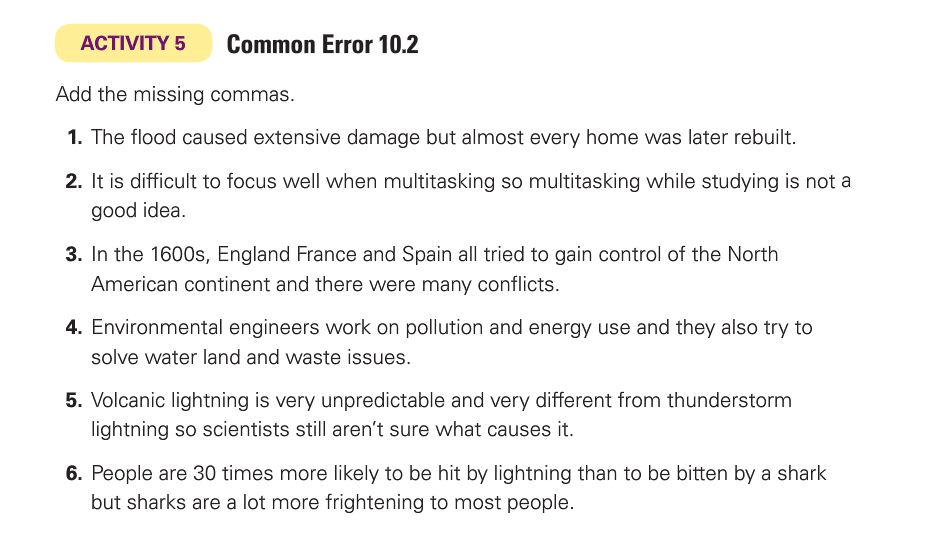 ACTIVITY 5 Common Error 10.2
Add the missing commas.
1. The flood caused extensive damage but almost every home was later rebuilt.
2. It is difficult to focus well when multitasking so multitasking while studying is not a
good idea.
3. In the 1600s, England France and Spain all tried to gain control of the North
American continent and there were many conflicts.
4. Environmental engineers work on pollution and energy use and they also try to
solve water land and waste issues.
5. Volcanic lightning is very unpredictable and very different from thunderstorm
lightning so scientists still aren’t sure what causes it.
6. People are 30 times more likely to be hit by lightning than to be bitten by a shark
but sharks are a lot more frightening to most people.